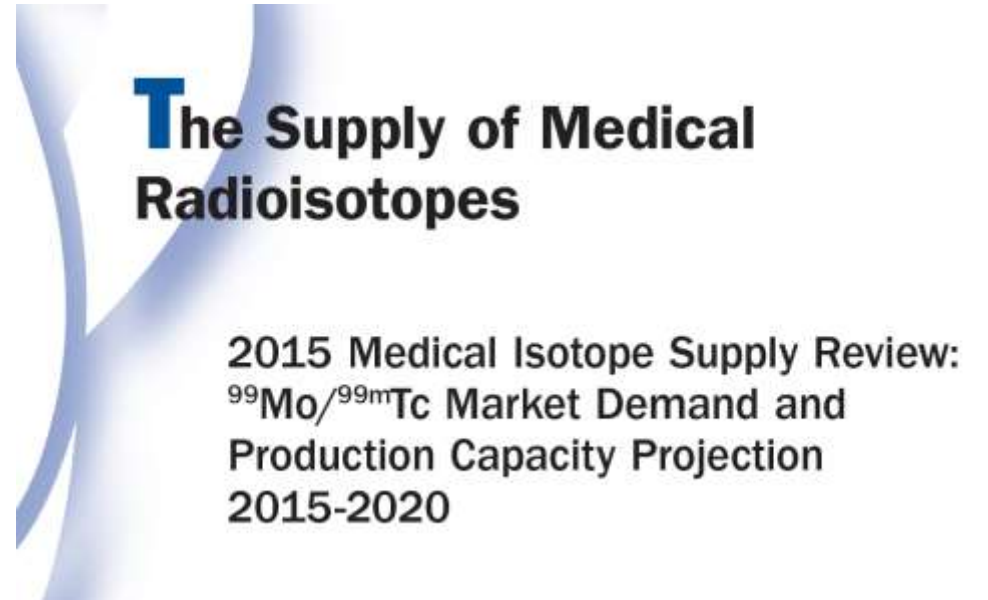 The Supply of Medical
Radioisotopes
2015 Medical Isotope Supply Review:
⁹⁹Mo/⁹⁹ᵐTc Market Demand and
Production Capacity Projection
2015-2020